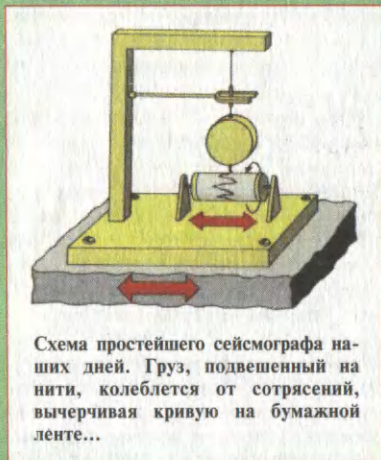 Схема простейшего сейсмографа на-
ших дней. Груз, подвешенный на
нити, колеблется от сотрясений,
вычерчивая кривую на бумажной
ленте...